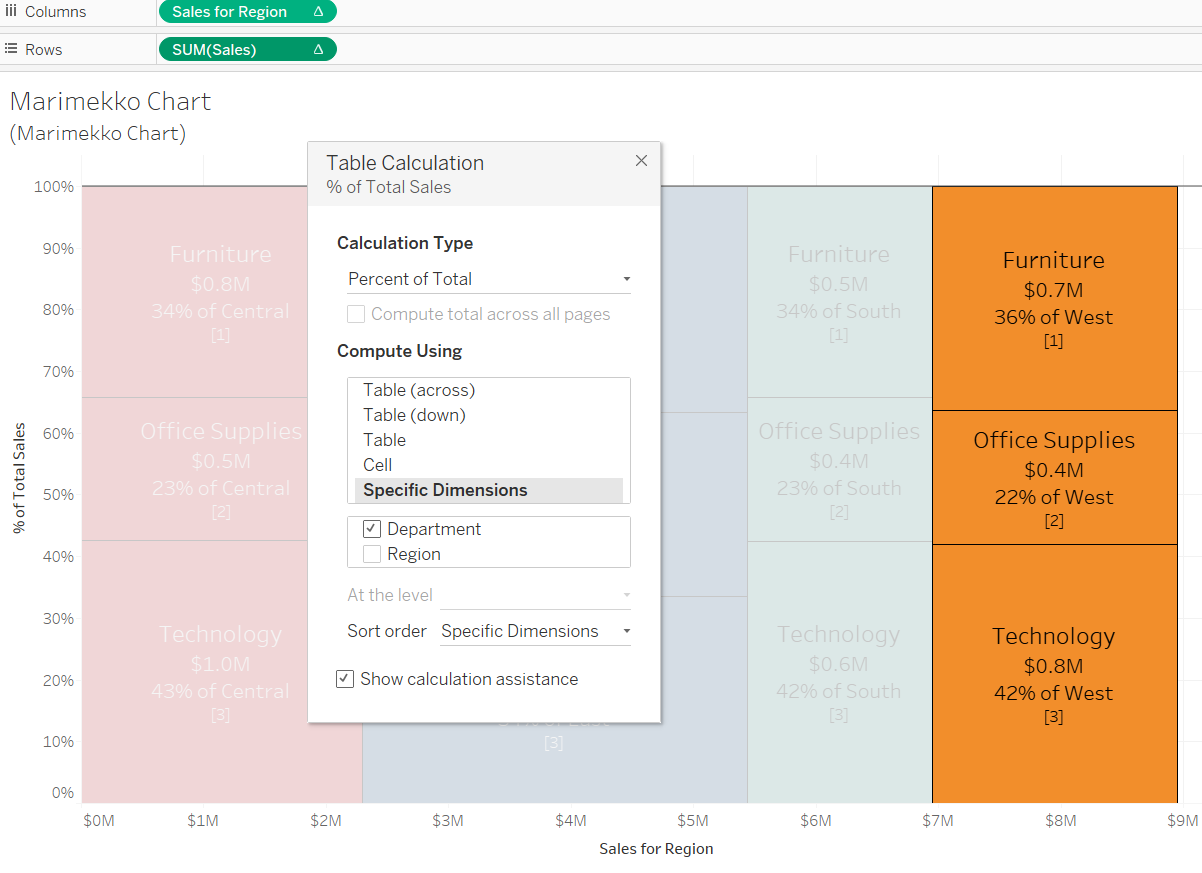 Columns
Sales for Region Δ
Rows
SUM(Sales) Δ
Marimekko Chart
(Marimekko Chart)
Table Calculation
% of Total Sales
Calculation Type
Percent of Total
Compute total across all pages
Compute Using
Table (across)
Table (down)
Table
Cell
Specific Dimensions
Department
Region
At the level
Sort order Specific Dimensions
Show calculation assistance
% of Total Sales
100%
90%
80%
70%
60%
50%
40%
30%
20%
10%
0%
Furniture
$0.8M
34% of Central
[1]
Office Supplies
$0.5M
23% of Central
[2]
Technology
$1.0M
43% of Central
[3]
[3]
Furniture
$0.5M
34% of South
[1]
Office Supplies
$0.4M
23% of South
[2]
Technology
$0.6M
42% of South
[3]
Furniture
$0.7M
36% of West
[1]
Office Supplies
$0.4M
22% of West
[2]
Technology
$0.8M
42% of West
[3]
$0M $1M $2M $3M $4M $5M $6M $7M $8M $9M
Sales for Region